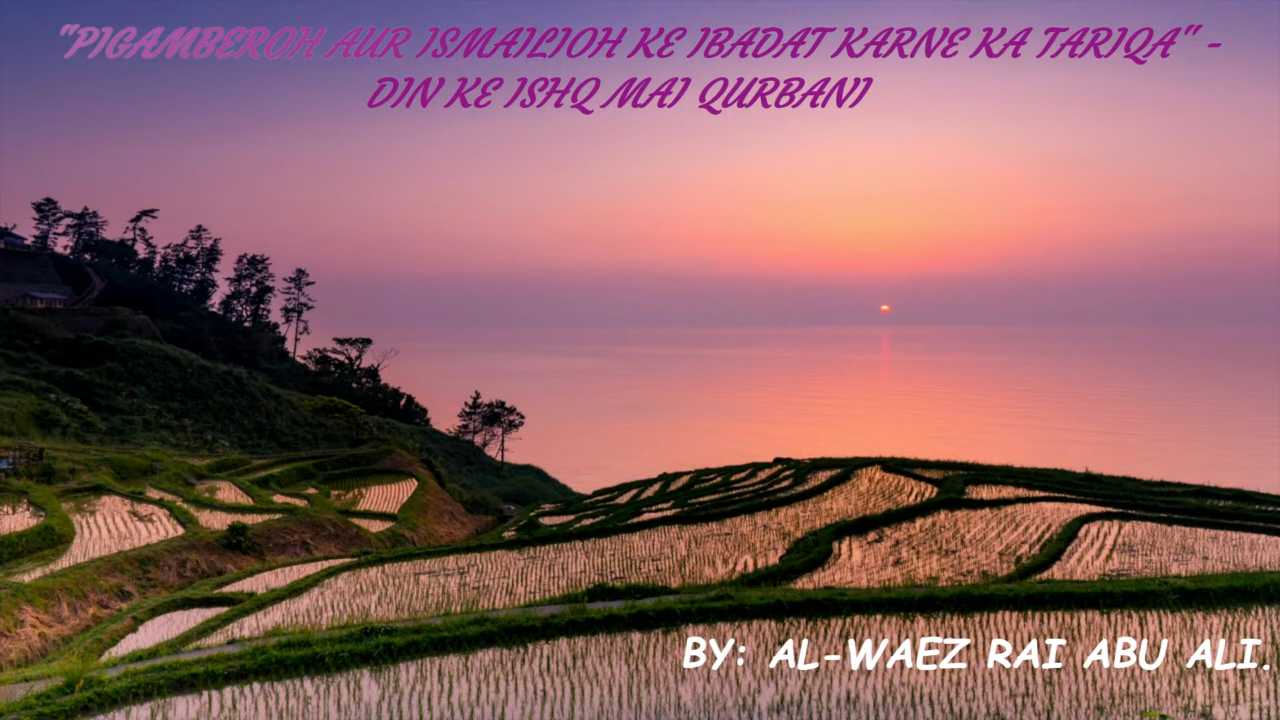 "PIGAMBEROH AUR ISMAILIOH KE IBADAT KARNE KA TARIQA" -
DIN KE ISHQ MAI QURBANI
BY: AL-WAEZ RAI ABU ALI.